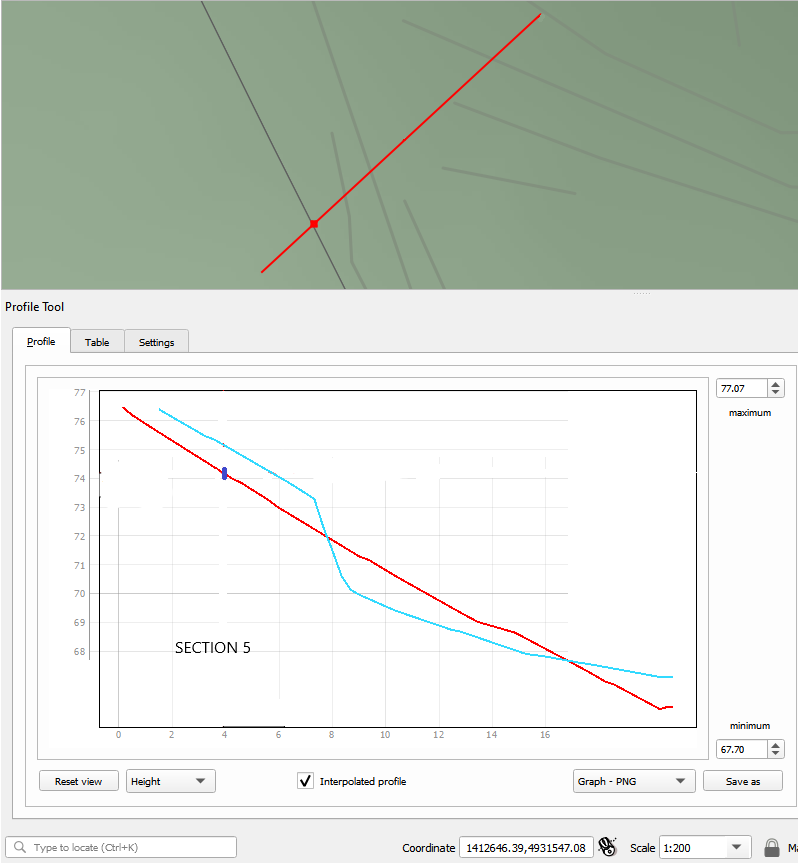 Profile Tool
Profile
Table
Settings
77
76
75
74
73
72
71
70
69
68
0 2 4 6 8 10 12 14 16
SECTION 5
77.07
maximum
minimum
67.70
Reset view
Height
Interpolated profile
Graph - PNG
Save as
Type to locate (Ctrl+K)
Coordinate
1412646.39,4931547.08
Scale
1:200
Ma